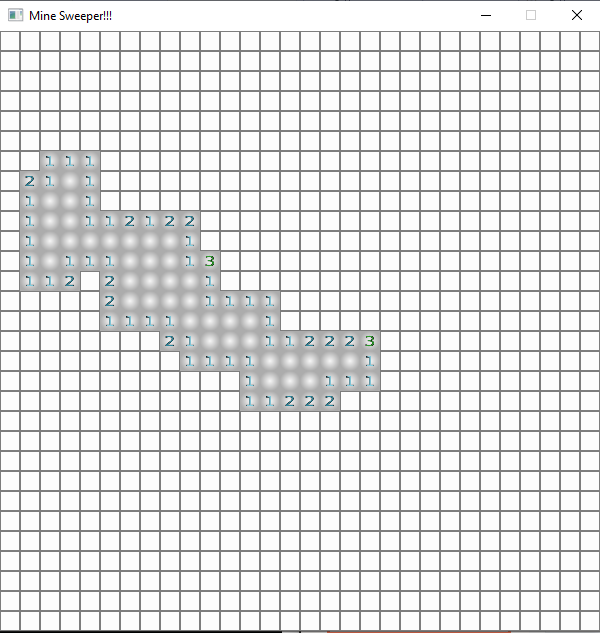 Mine Sweeper!!!
1 1 1
2 1 1
1 1
1 1 1 2 1 2 2
1 1
1 1 1 1 1 3
1 1 2 2 1
2 1 1 1 1
1 1 1 1 1
2 1 1 1 2 2 2 3
1 1 1 1 1
1 1 1 1
1 1 2 2 2